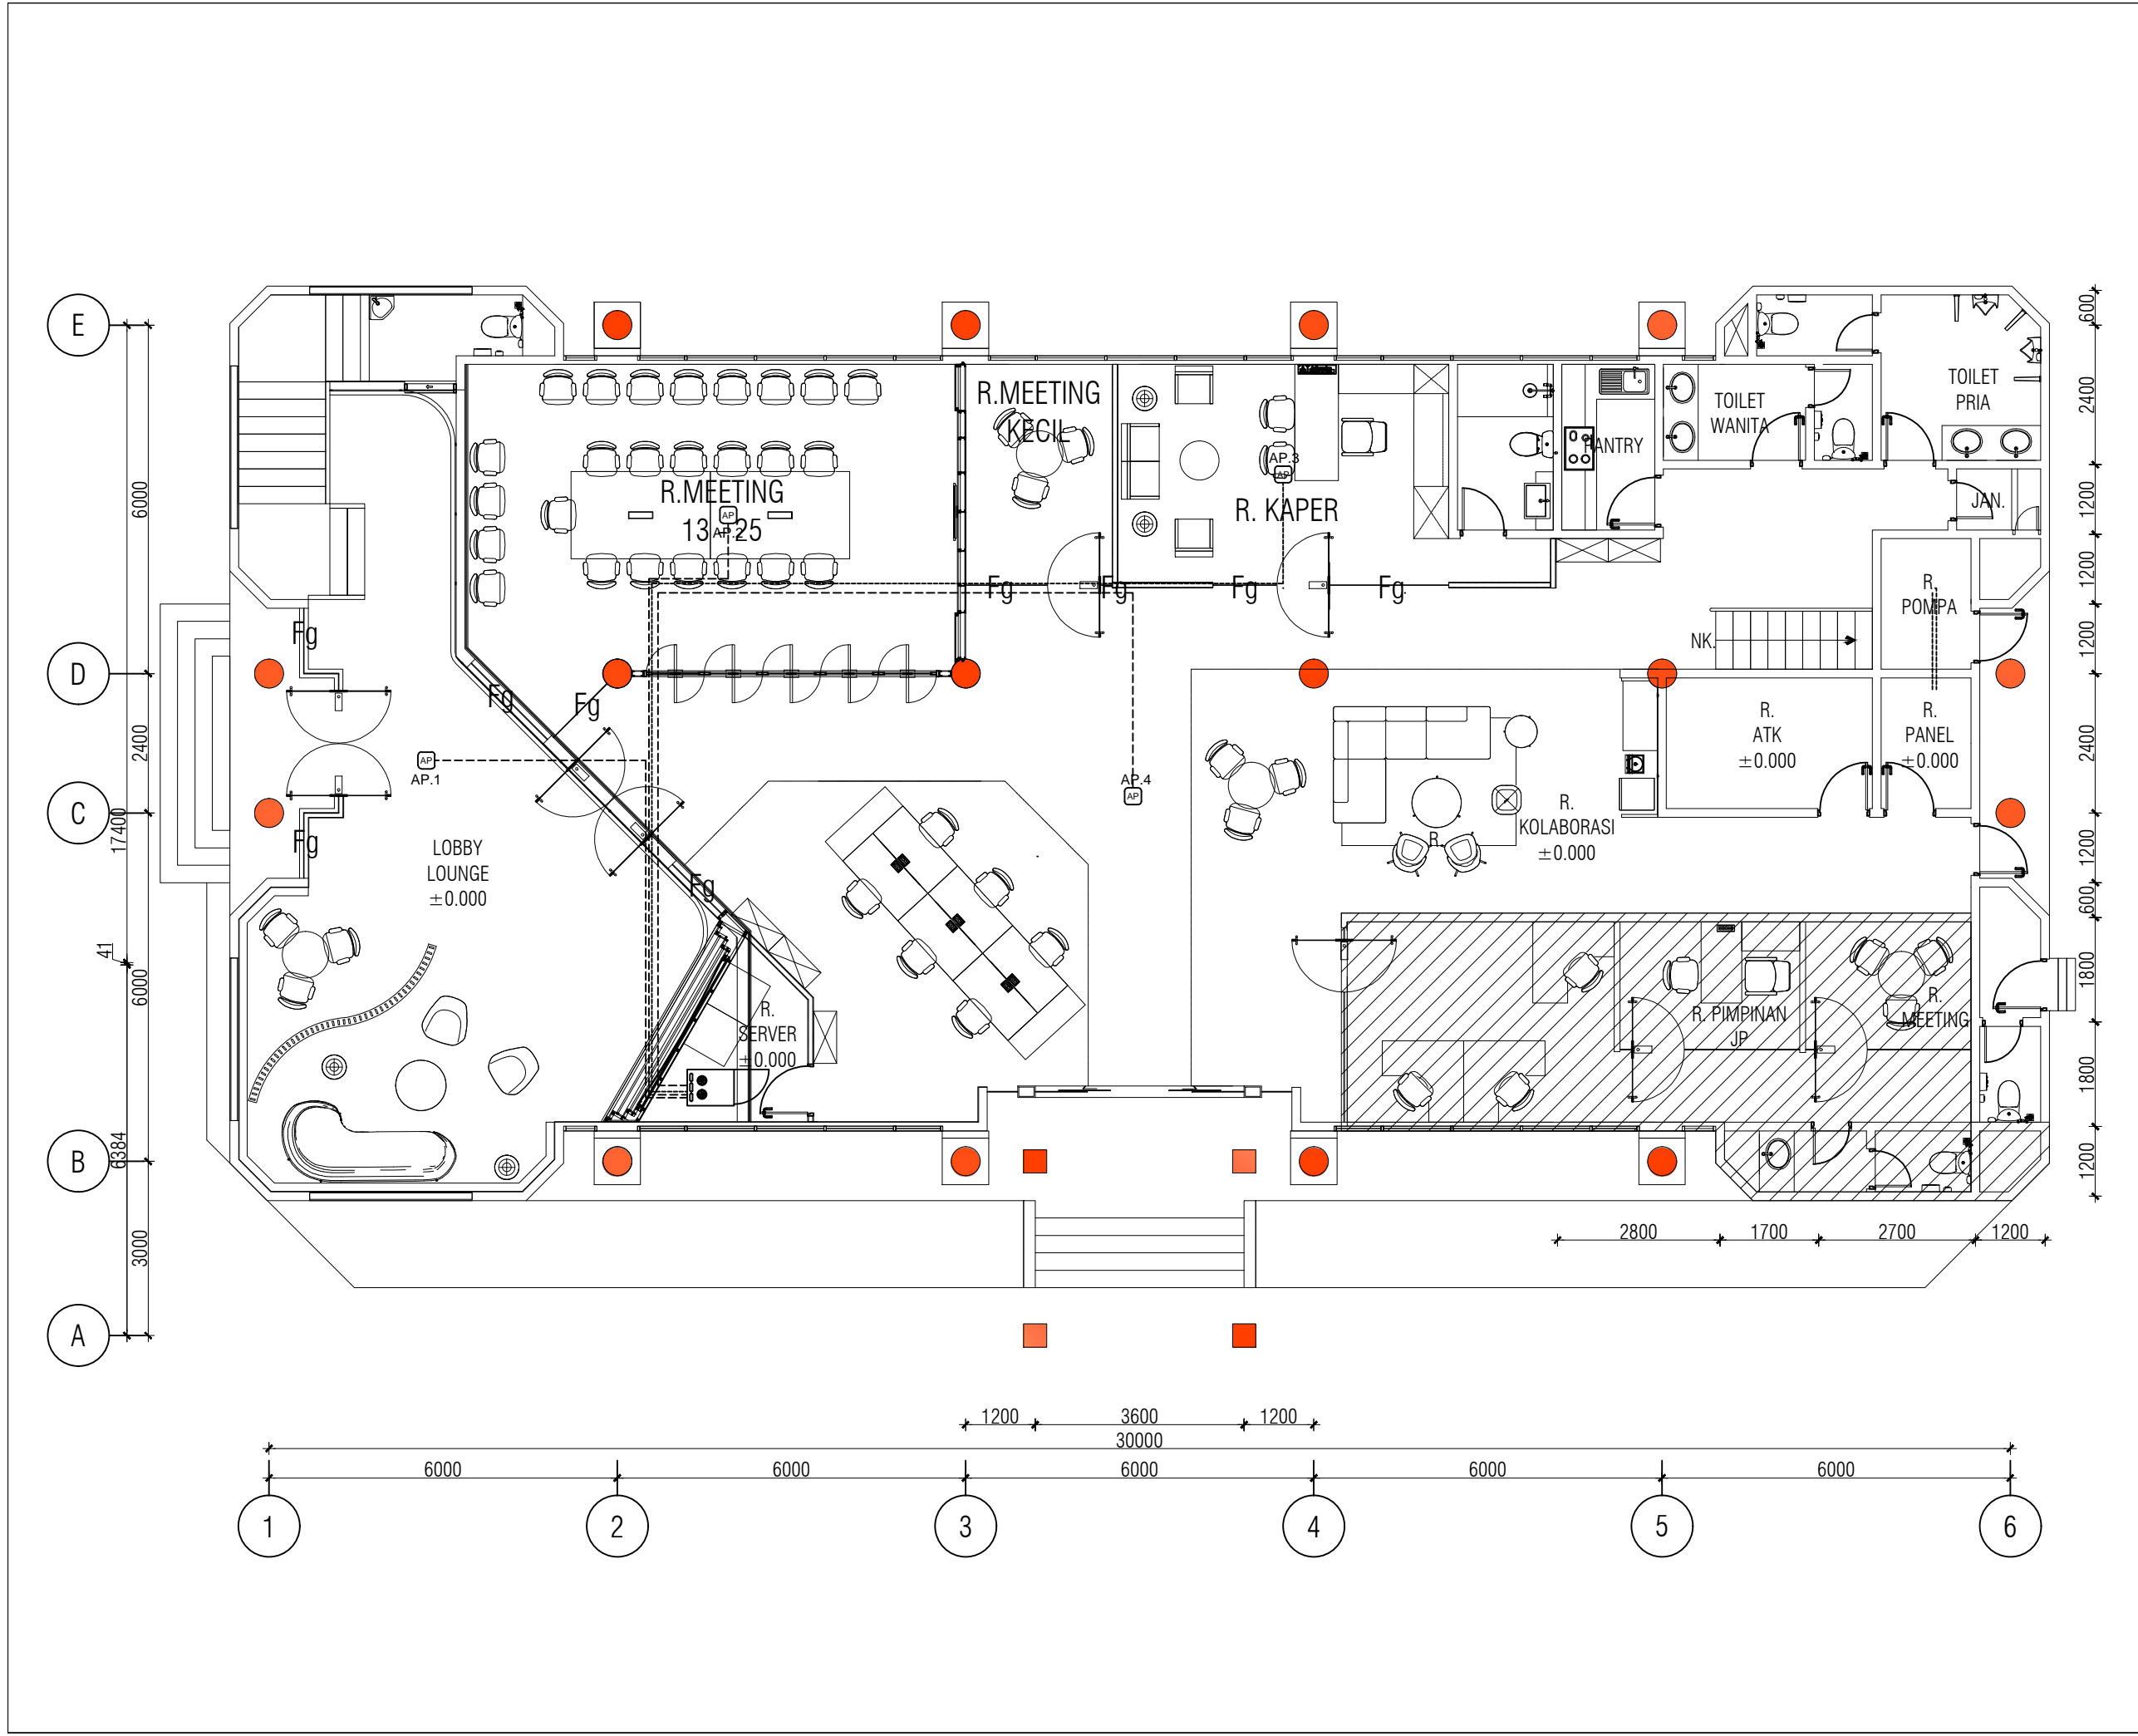 E
D
C
B
A
6000
2400
17400
41
6000
6384
3000
R.MEETING
13 25
AP
AP.2
R.MEETING
KECIL
R. KAPER
AP.3
AP
PANTRY
TOILET
WANITA
TOILET
PRIA
JAN.
R.
POMPA
NK.
Fg
Fg
Fg
Fg
Fg
Fg
Fg
Fg
Fg
AP
AP.1
AP.4
AP
LOBBY
LOUNGE
±0.000
R.
KOLABORASI
±0.000
R.
R.
ATK
±0.000
R.
PANEL
±0.000
R.
SERVER
±0.000
R. PIMPINAN
JP
R.
MEETING
600
2400
1200
1200
1200
2400
1200
600
1800
1800
1200
2800
1700
2700
1200
1200
3600
1200
30000
6000
6000
6000
6000
6000
1
2
3
4
5
6